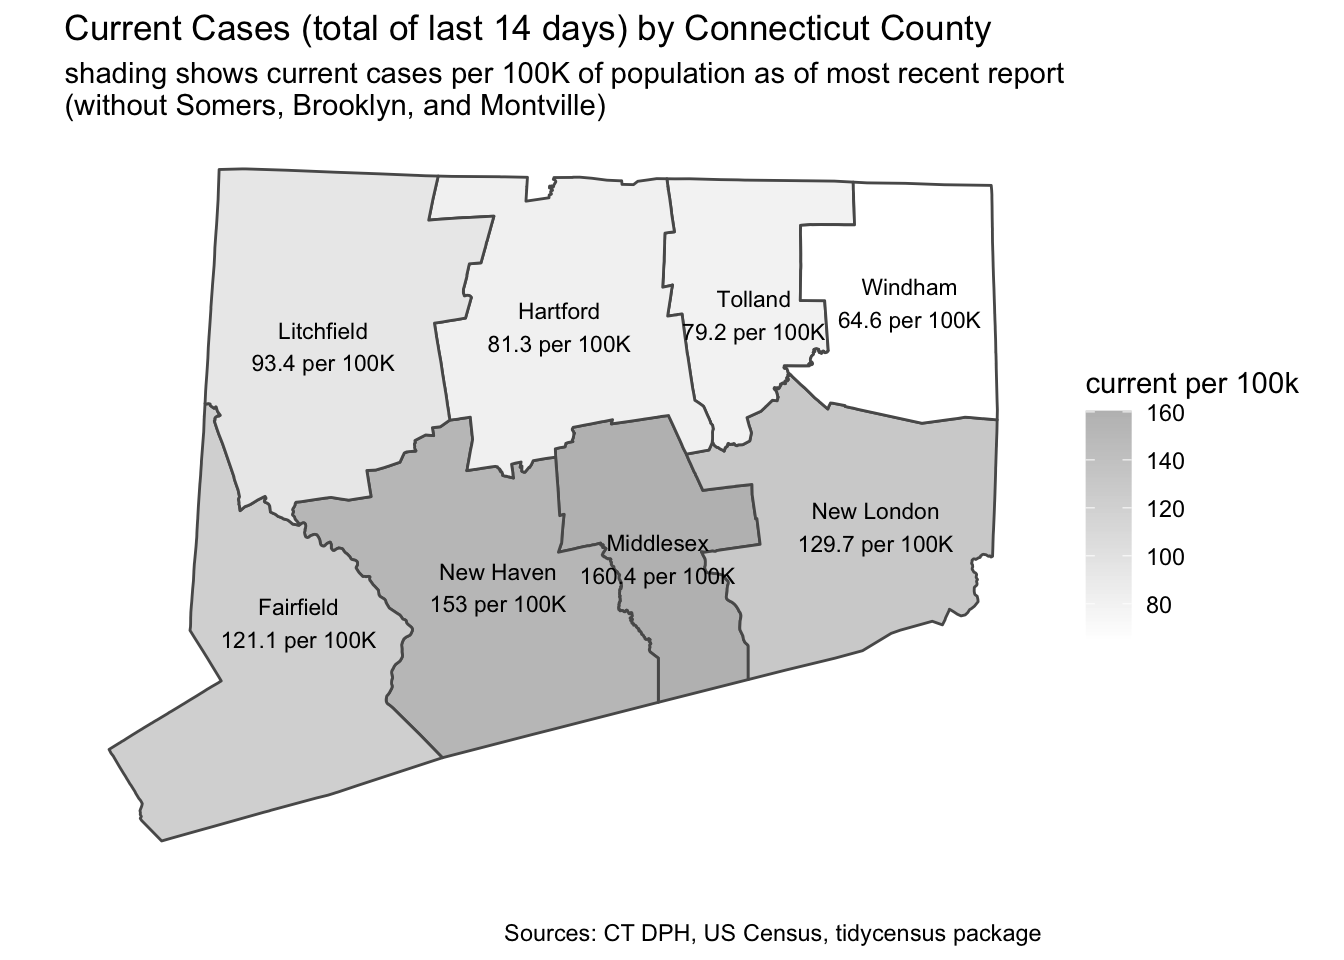 Current Cases (total of last 14 days) by Connecticut County
shading shows current cases per 100K of population as of most recent report
(without Somers, Brooklyn, and Montville)
Litchfield
93.4 per 100K
Hartford
81.3 per 100K
Tolland
79.2 per 100K
Windham
64.6 per 100K
Fairfield
121.1 per 100K
New Haven
153 per 100K
Middlesex
160.4 per 100K
New London
129.7 per 100K
current per 100k
160
140
120
100
80
Sources: CT DPH, US Census, tidycensus package